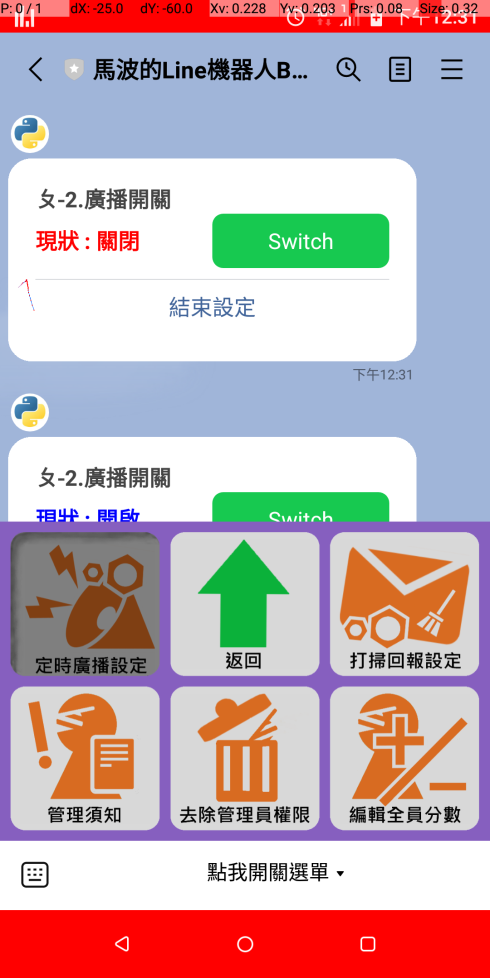 P: 0 / 1 dX: -25.0 dY: -60.0 Xv: 0.228 Yv: 0.203 Prs: 0.08 Size: 0.32
下午12:31
馬波的Line機器人B...
ㄆ-2.廣播開關
現狀 : 關閉 Switch
結束設定
下午12:31
ㄆ-2.廣播開關
現狀 : 開啟 Switch
定時廣播設定 返回 打掃回報設定
管理須知 去除管理員權限 編輯全員分數
點我開關選單